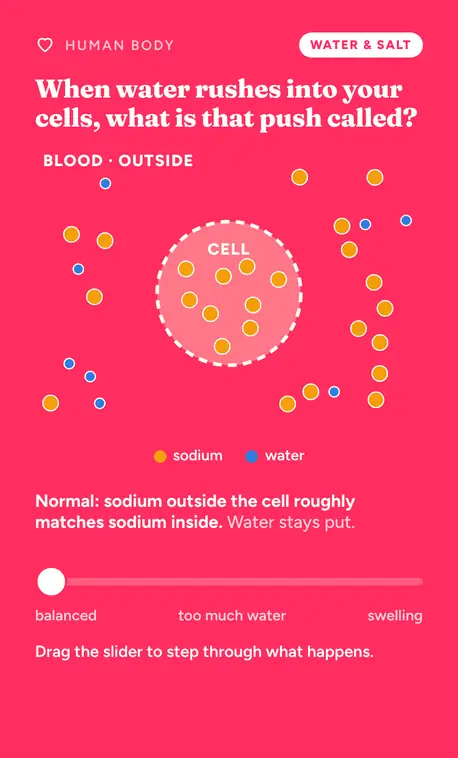 HUMAN BODY
WATER & SALT
When water rushes into your
cells, what is that push called?
BLOOD · OUTSIDE
CELL
sodium
water
Normal: sodium outside the cell roughly
matches sodium inside. Water stays put.
balanced
too much water
swelling
Drag the slider to step through what happens.